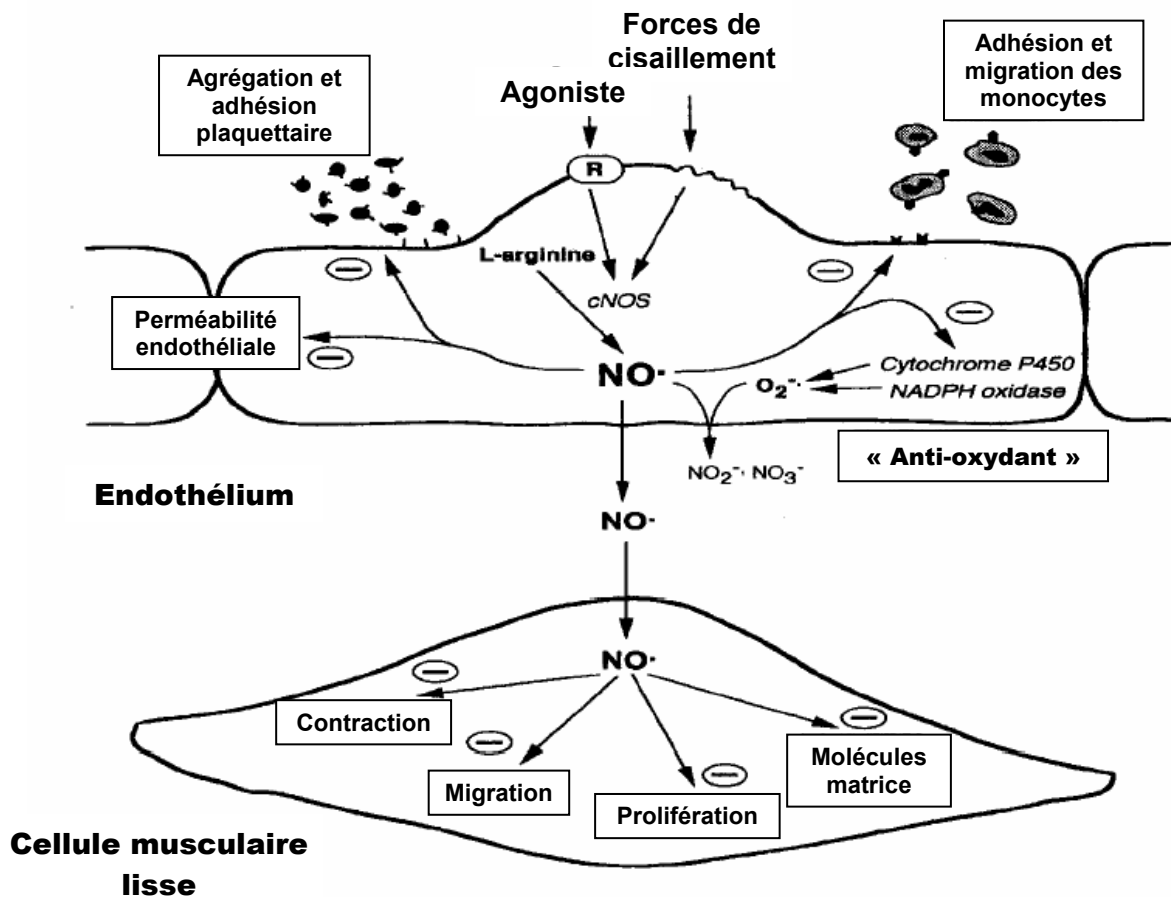 Forces de
cisaillement
Adhésion et
migration des
monocytes
Agrégation et
adhésion
plaquettaire
Agoniste
R
L-arginine
cNOS
Perméabilité
endothéliale
NO·
O2−·
Cytochrome P450
NADPH oxidase
NO2−· NO3−
« Anti-oxydant »
Endothélium
NO·
NO·
Contraction
Migration
Prolifération
Molécules
matrice
Cellule musculaire
lisse